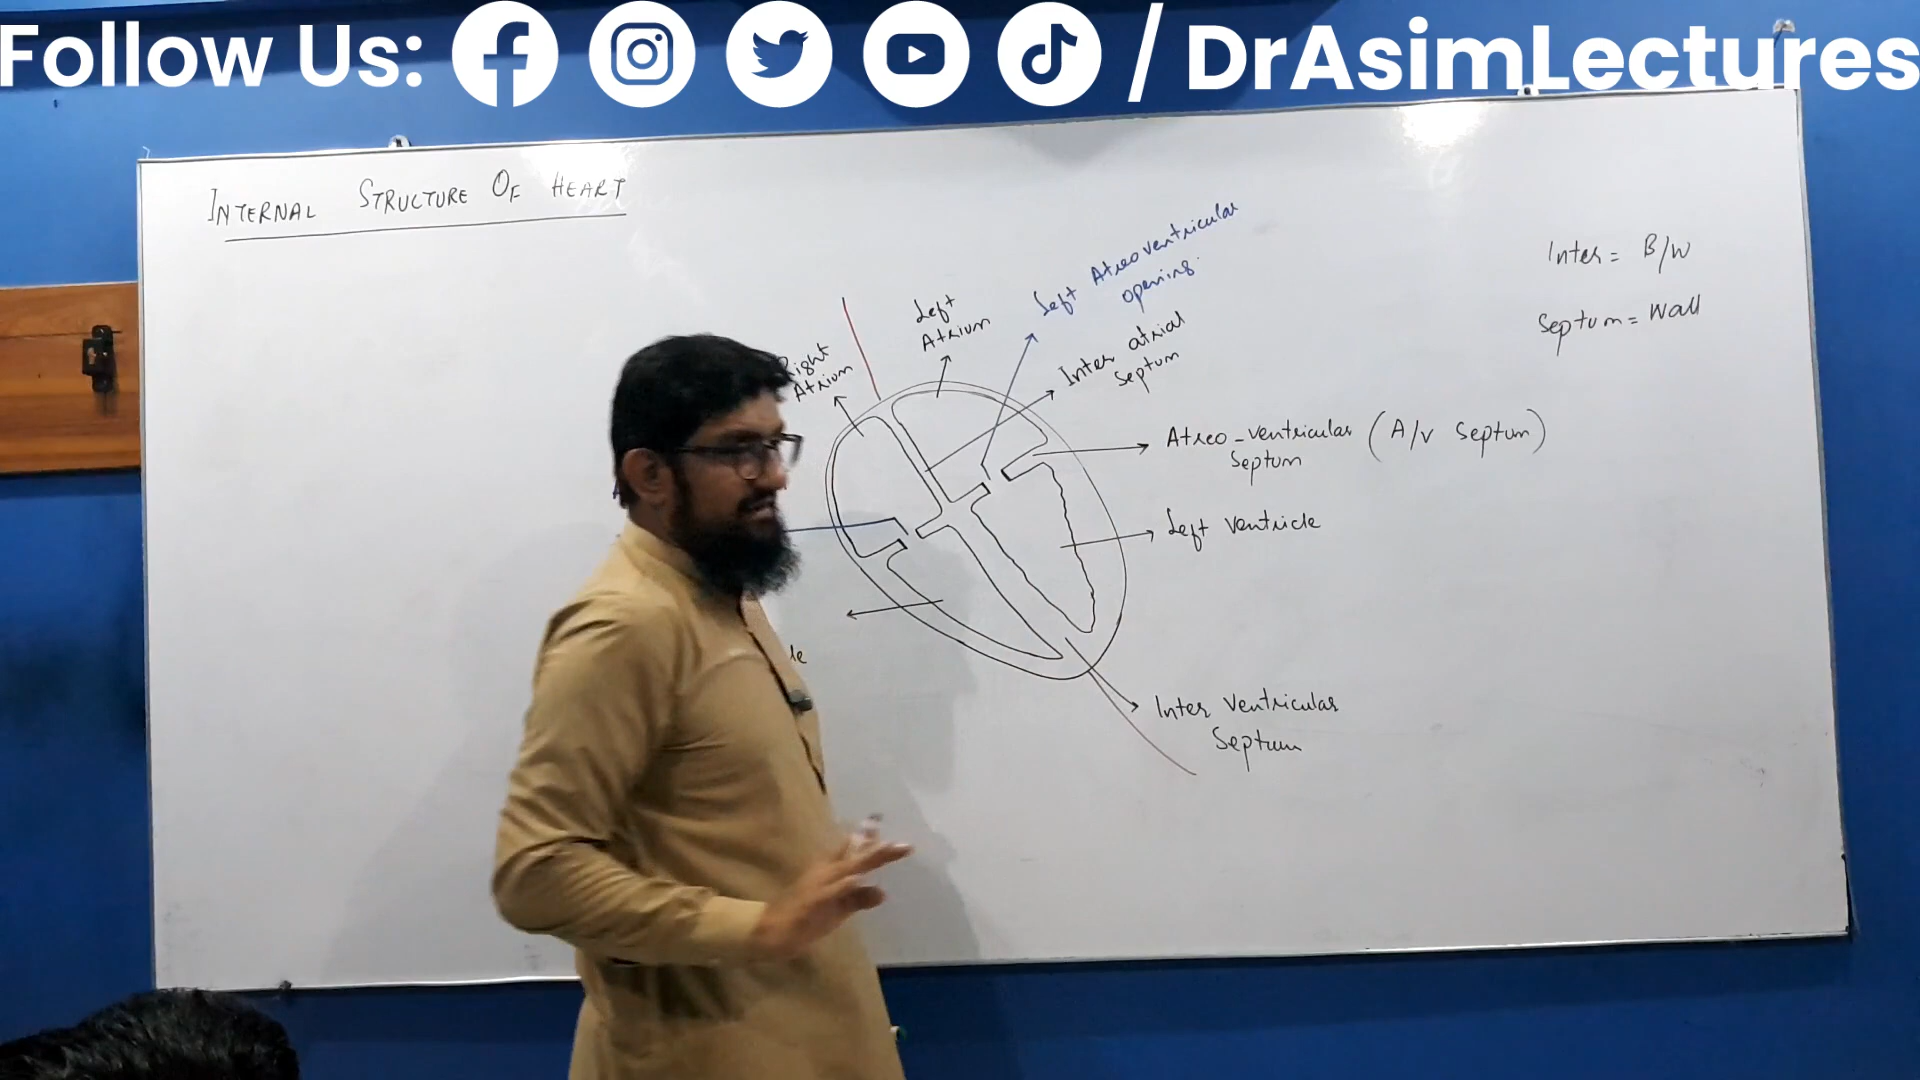 Follow Us: / DrAsimLectures
INTERNAL STRUCTURE OF HEART
Inter = B/W
Septum = Wall
Left Atreoventricular
opening.
Left
Atrium
Inter atrial
Septum
Right
Atrium
Atreo-ventricular (A/V Septum)
Septum
Left Ventricle
le
Inter Ventricular
Septum